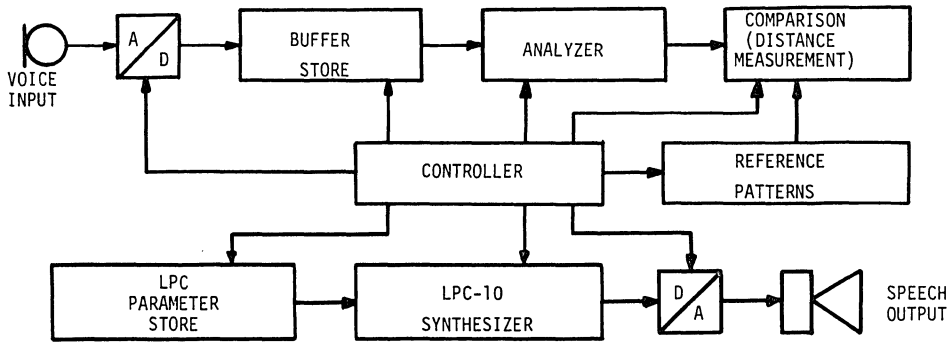 VOICE
INPUT
A
D
BUFFER
STORE
ANALYZER
COMPARISON
(DISTANCE
MEASUREMENT)
CONTROLLER
REFERENCE
PATTERNS
LPC
PARAMETER
STORE
LPC-10
SYNTHESIZER
D
A
SPEECH
OUTPUT